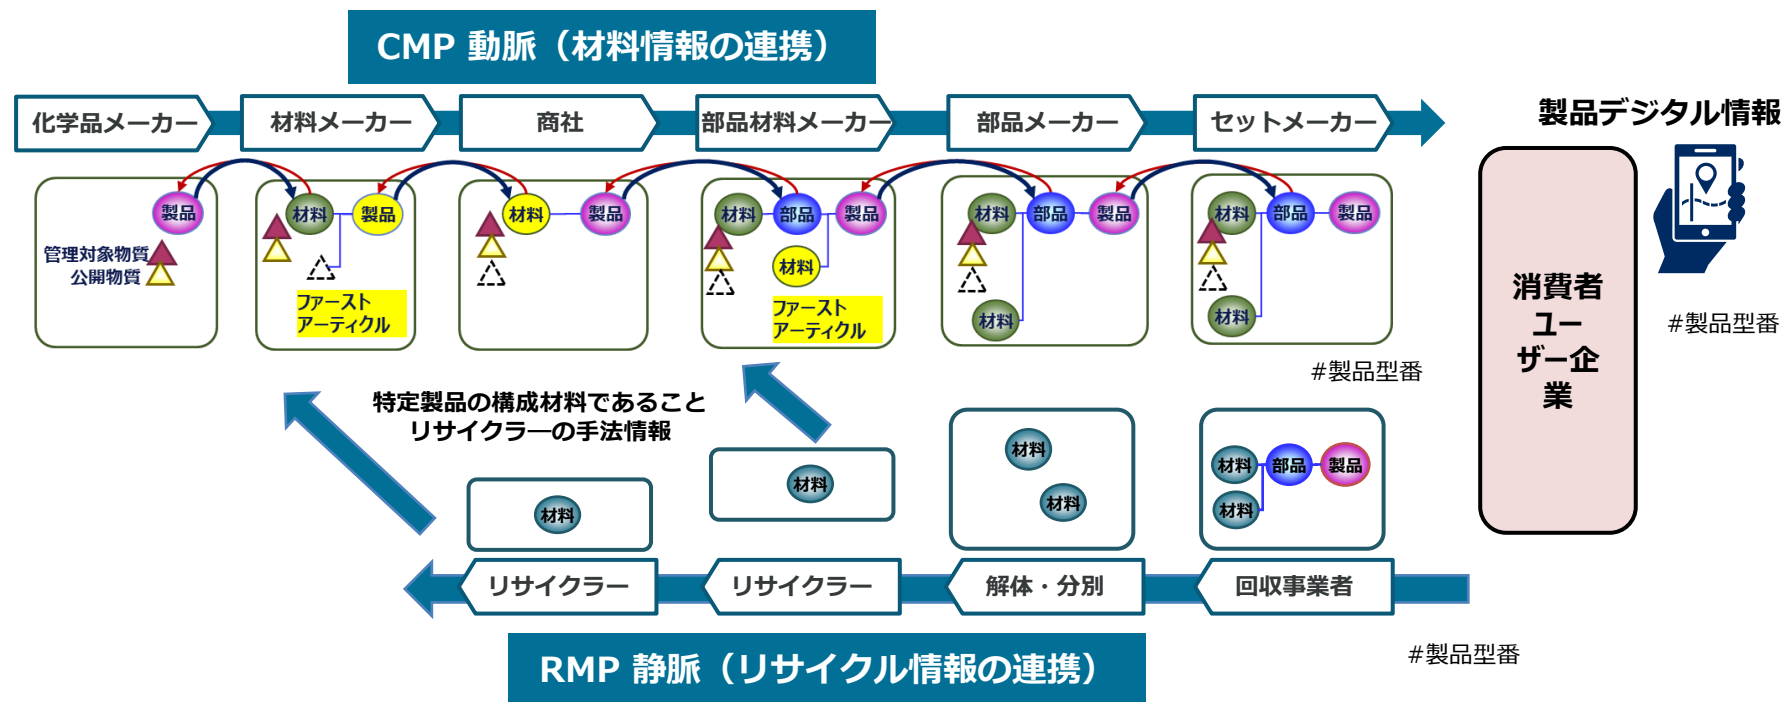 CMP 動脈（材料情報の連携）
化学品メーカー
材料メーカー
商社
部品材料メーカー
部品メーカー
セットメーカー
製品デジタル情報
製品
管理対象物質
公開物質
材料
製品
ファースト
アーティクル
材料
製品
材料
部品
製品
材料
ファースト
アーティクル
材料
部品
製品
材料
材料
部品
製品
材料
#製品型番
消費者
ユー
ザー企
業
#製品型番
特定製品の構成材料であること
リサイクラ―の手法情報
材料
材料
材料
材料
材料
部品
製品
材料
リサイクラー
リサイクラー
解体・分別
回収事業者
RMP 静脈（リサイクル情報の連携）
#製品型番